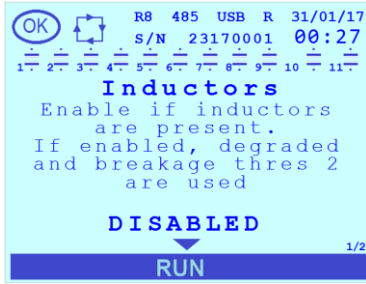 OK R8 485 USB R 31/01/17
S/N 23170001 00:27
1 2 3 4 5 6 7 8 9 10 11
Inductors
Enable if inductors
are present.
If enabled, degraded
and breakage thres 2
are used
DISABLED
1/2
RUN